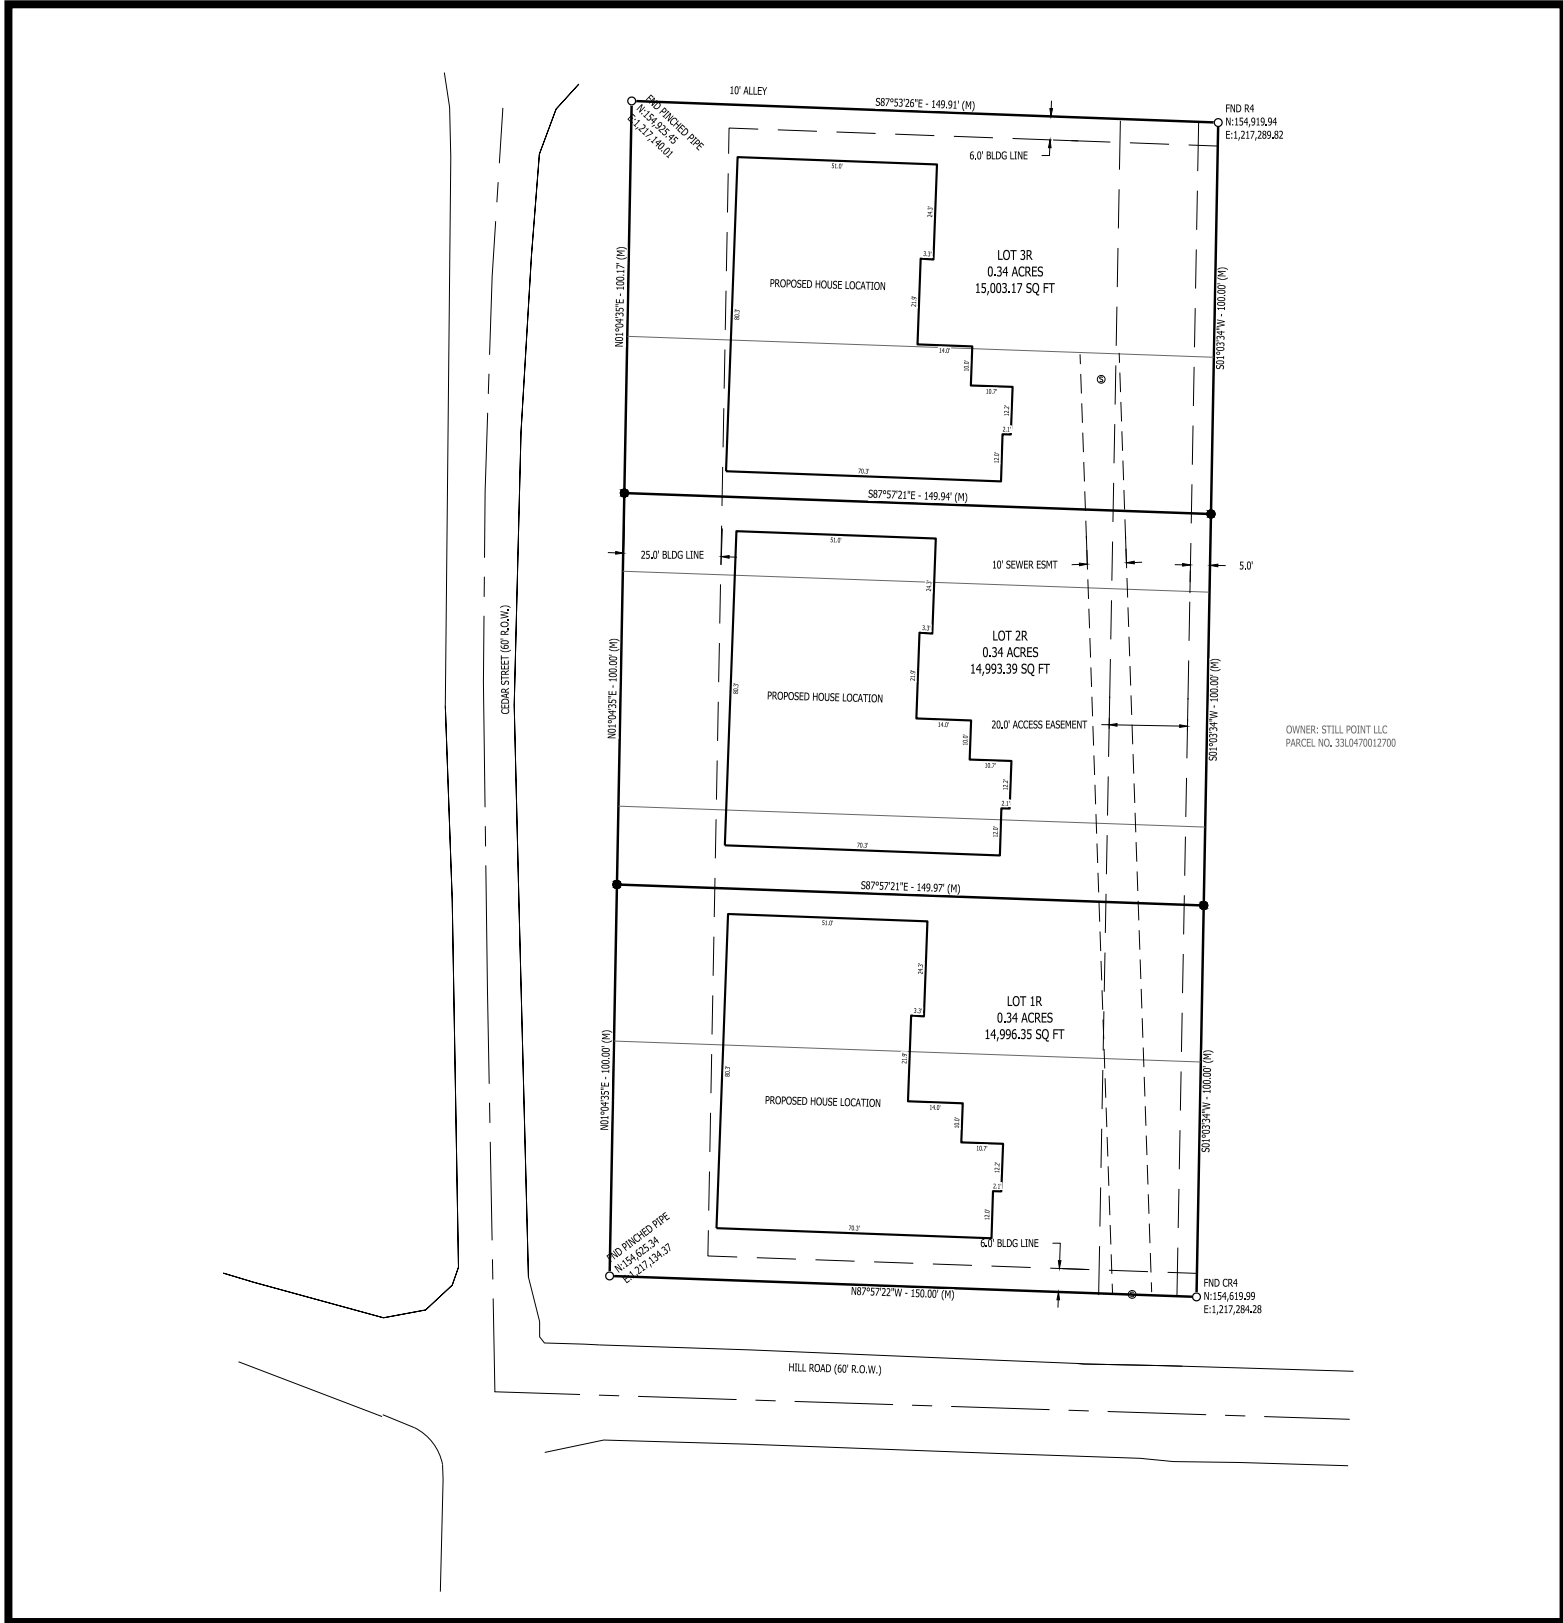 10' ALLEY
S87°53'26"E - 149.91' (M)
FND PINCHED PIPE
N:154,925.45
E:1,217,140.01
FND R4
N:154,919.94
E:1,217,289.82
6.0' BLDG LINE
51.0'
24.3'
3.3'
21.9'
14.0'
10.0'
10.7'
12.2'
2.1'
12.0'
70.3'
80.3'
PROPOSED HOUSE LOCATION
LOT 3R
0.34 ACRES
15,003.17 SQ FT
N01°04'35"E - 100.17' (M)
S01°03'34"W - 100.00' (M)
S
S87°57'21"E - 149.94' (M)
25.0' BLDG LINE
10' SEWER ESMT
5.0'
51.0'
24.3'
3.3'
21.9'
14.0'
10.0'
10.7'
12.2'
2.1'
12.0'
70.3'
80.3'
PROPOSED HOUSE LOCATION
LOT 2R
0.34 ACRES
14,993.39 SQ FT
20.0' ACCESS EASEMENT
CEDAR STREET (60' R.O.W.)
N01°04'35"E - 100.00' (M)
S01°03'34"W - 100.00' (M)
OWNER: STILL POINT LLC
PARCEL NO. 33L0470012700
S87°57'21"E - 149.97' (M)
51.0'
24.3'
3.3'
21.9'
14.0'
10.0'
10.7'
12.2'
2.1'
12.0'
70.3'
80.3'
PROPOSED HOUSE LOCATION
LOT 1R
0.34 ACRES
14,996.35 SQ FT
N01°04'35"E - 100.00' (M)
S01°03'34"W - 100.00' (M)
6.0' BLDG LINE
FND PINCHED PIPE
N:154,625.34
E:1,217,134.37
N87°57'22"W - 150.00' (M)
S
FND CR4
N:154,619.99
E:1,217,284.28
HILL ROAD (60' R.O.W.)